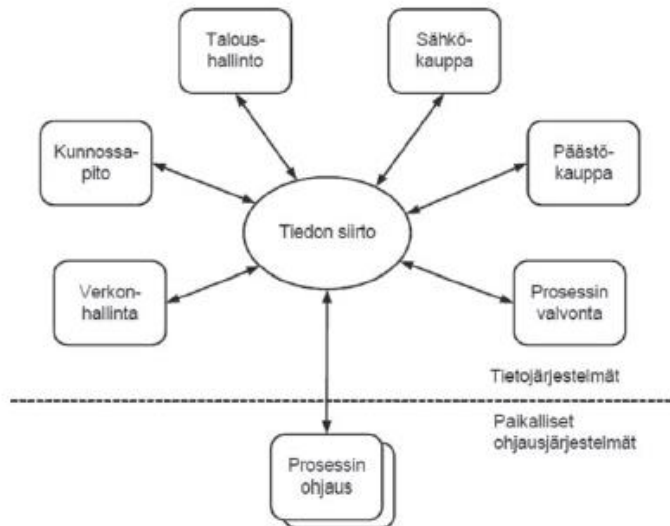 Talous-
hallinto
Sähkö-
kauppa
Kunnossa-
pito
Päästö-
kauppa
Tiedon siirto
Verkon-
hallinta
Prosessin
valvonta
Tietojärjestelmät
Paikalliset
ohjausjärjestelmät
Prosessin
ohjaus